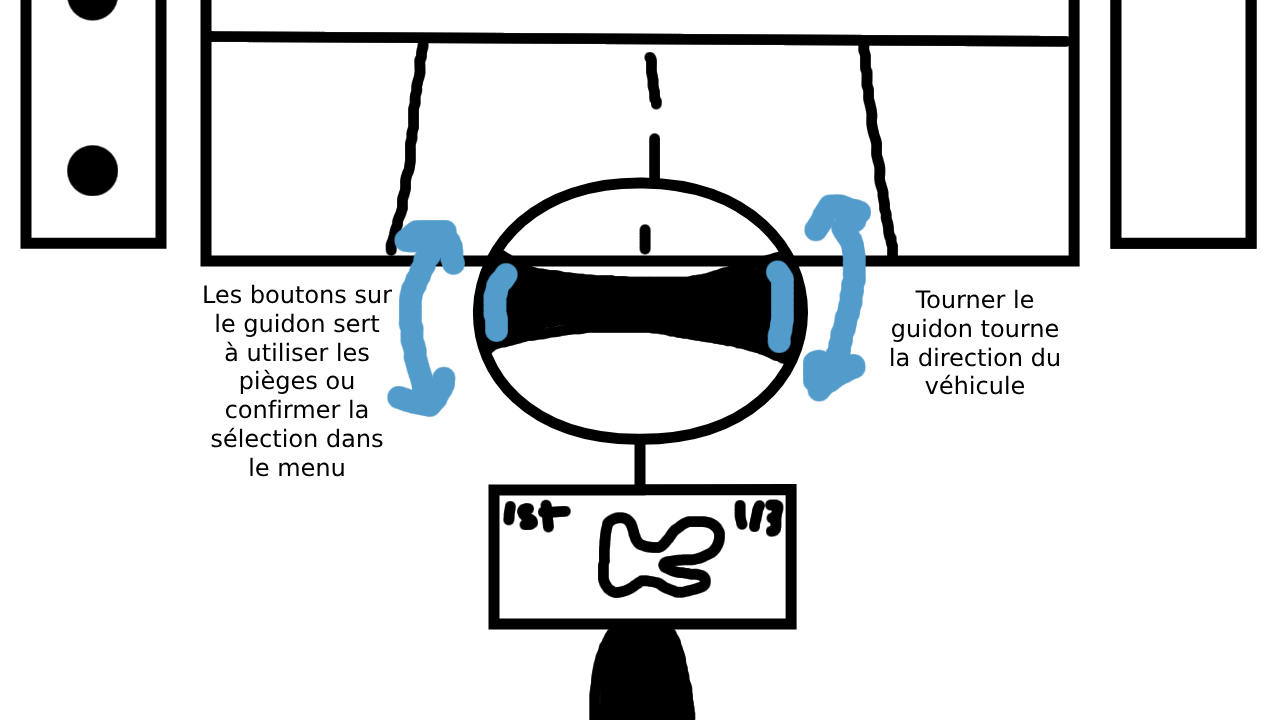 Les boutons sur
le guidon sert
à utiliser les
pièges ou
confirmer la
sélection dans
le menu
Tourner le
guidon tourne
la direction du
véhicule
1st
1/3